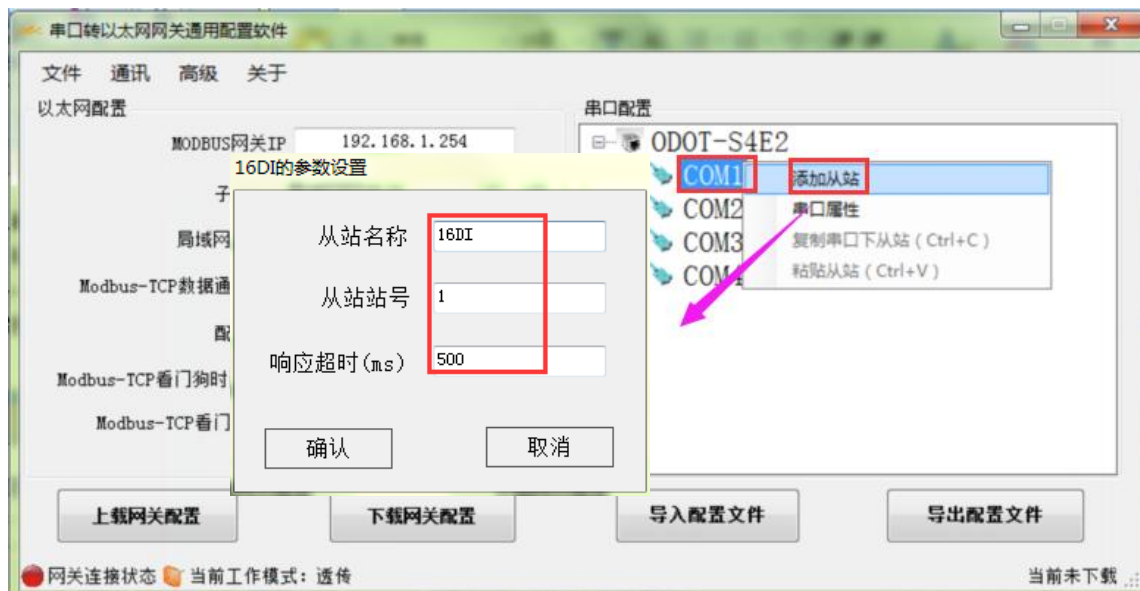 串口转以太网网关通用配置软件
文件 通讯 高级 关于
以太网配置
MODBUS网关IP 192.168.1.254
子
局域网
Modbus-TCP数据通
配
Modbus-TCP看门狗时
Modbus-TCP看门
16DI的参数设置
从站名称 16DI
从站站号 1
响应超时(ms) 500
确认 取消
串口配置
ODOT-S4E2
COM1
COM2
COM3
COM4
添加从站
串口属性
复制串口下从站(Ctrl+C)
粘贴从站(Ctrl+V)
上载网关配置 下载网关配置 导入配置文件 导出配置文件
网关连接状态 当前工作模式: 透传 当前未下载